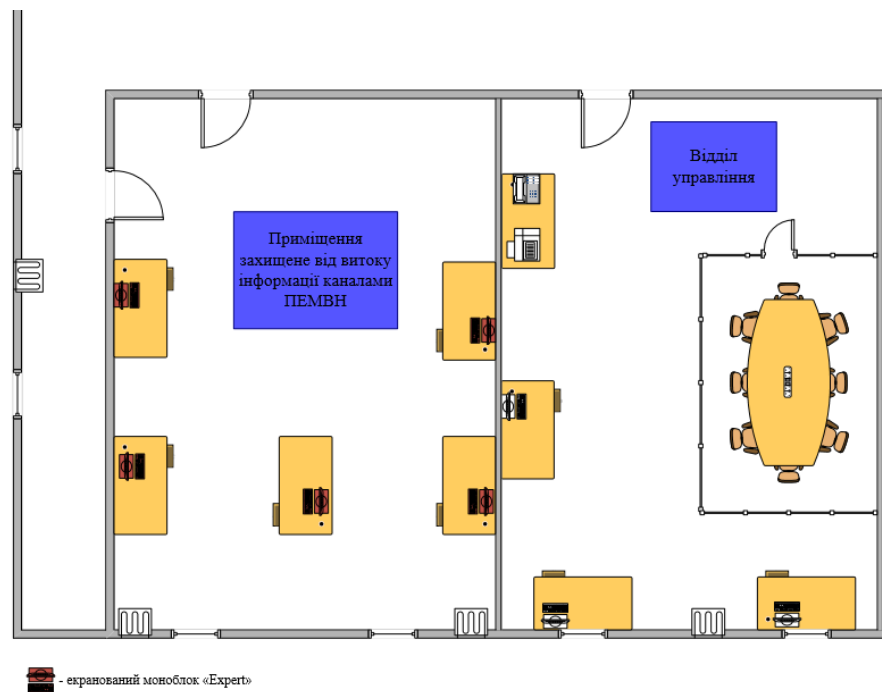 Відділ
управління
Приміщення
захищене від витоку
інформації каналами
ПЕМВН
- екранований моноблок «Expert»